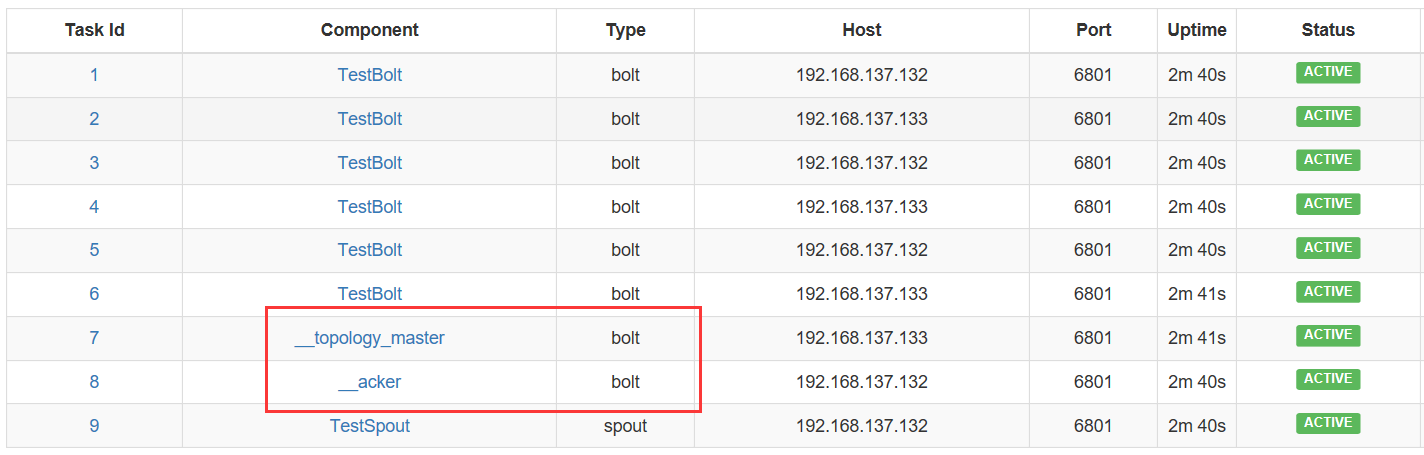 Task Id Component Type Host Port Uptime Status
1 TestBolt bolt 192.168.137.132 6801 2m 40s ACTIVE
2 TestBolt bolt 192.168.137.133 6801 2m 40s ACTIVE
3 TestBolt bolt 192.168.137.132 6801 2m 40s ACTIVE
4 TestBolt bolt 192.168.137.133 6801 2m 40s ACTIVE
5 TestBolt bolt 192.168.137.132 6801 2m 40s ACTIVE
6 TestBolt bolt 192.168.137.133 6801 2m 41s ACTIVE
7 __topology_master bolt 192.168.137.133 6801 2m 41s ACTIVE
8 __acker bolt 192.168.137.132 6801 2m 40s ACTIVE
9 TestSpout spout 192.168.137.132 6801 2m 40s ACTIVE